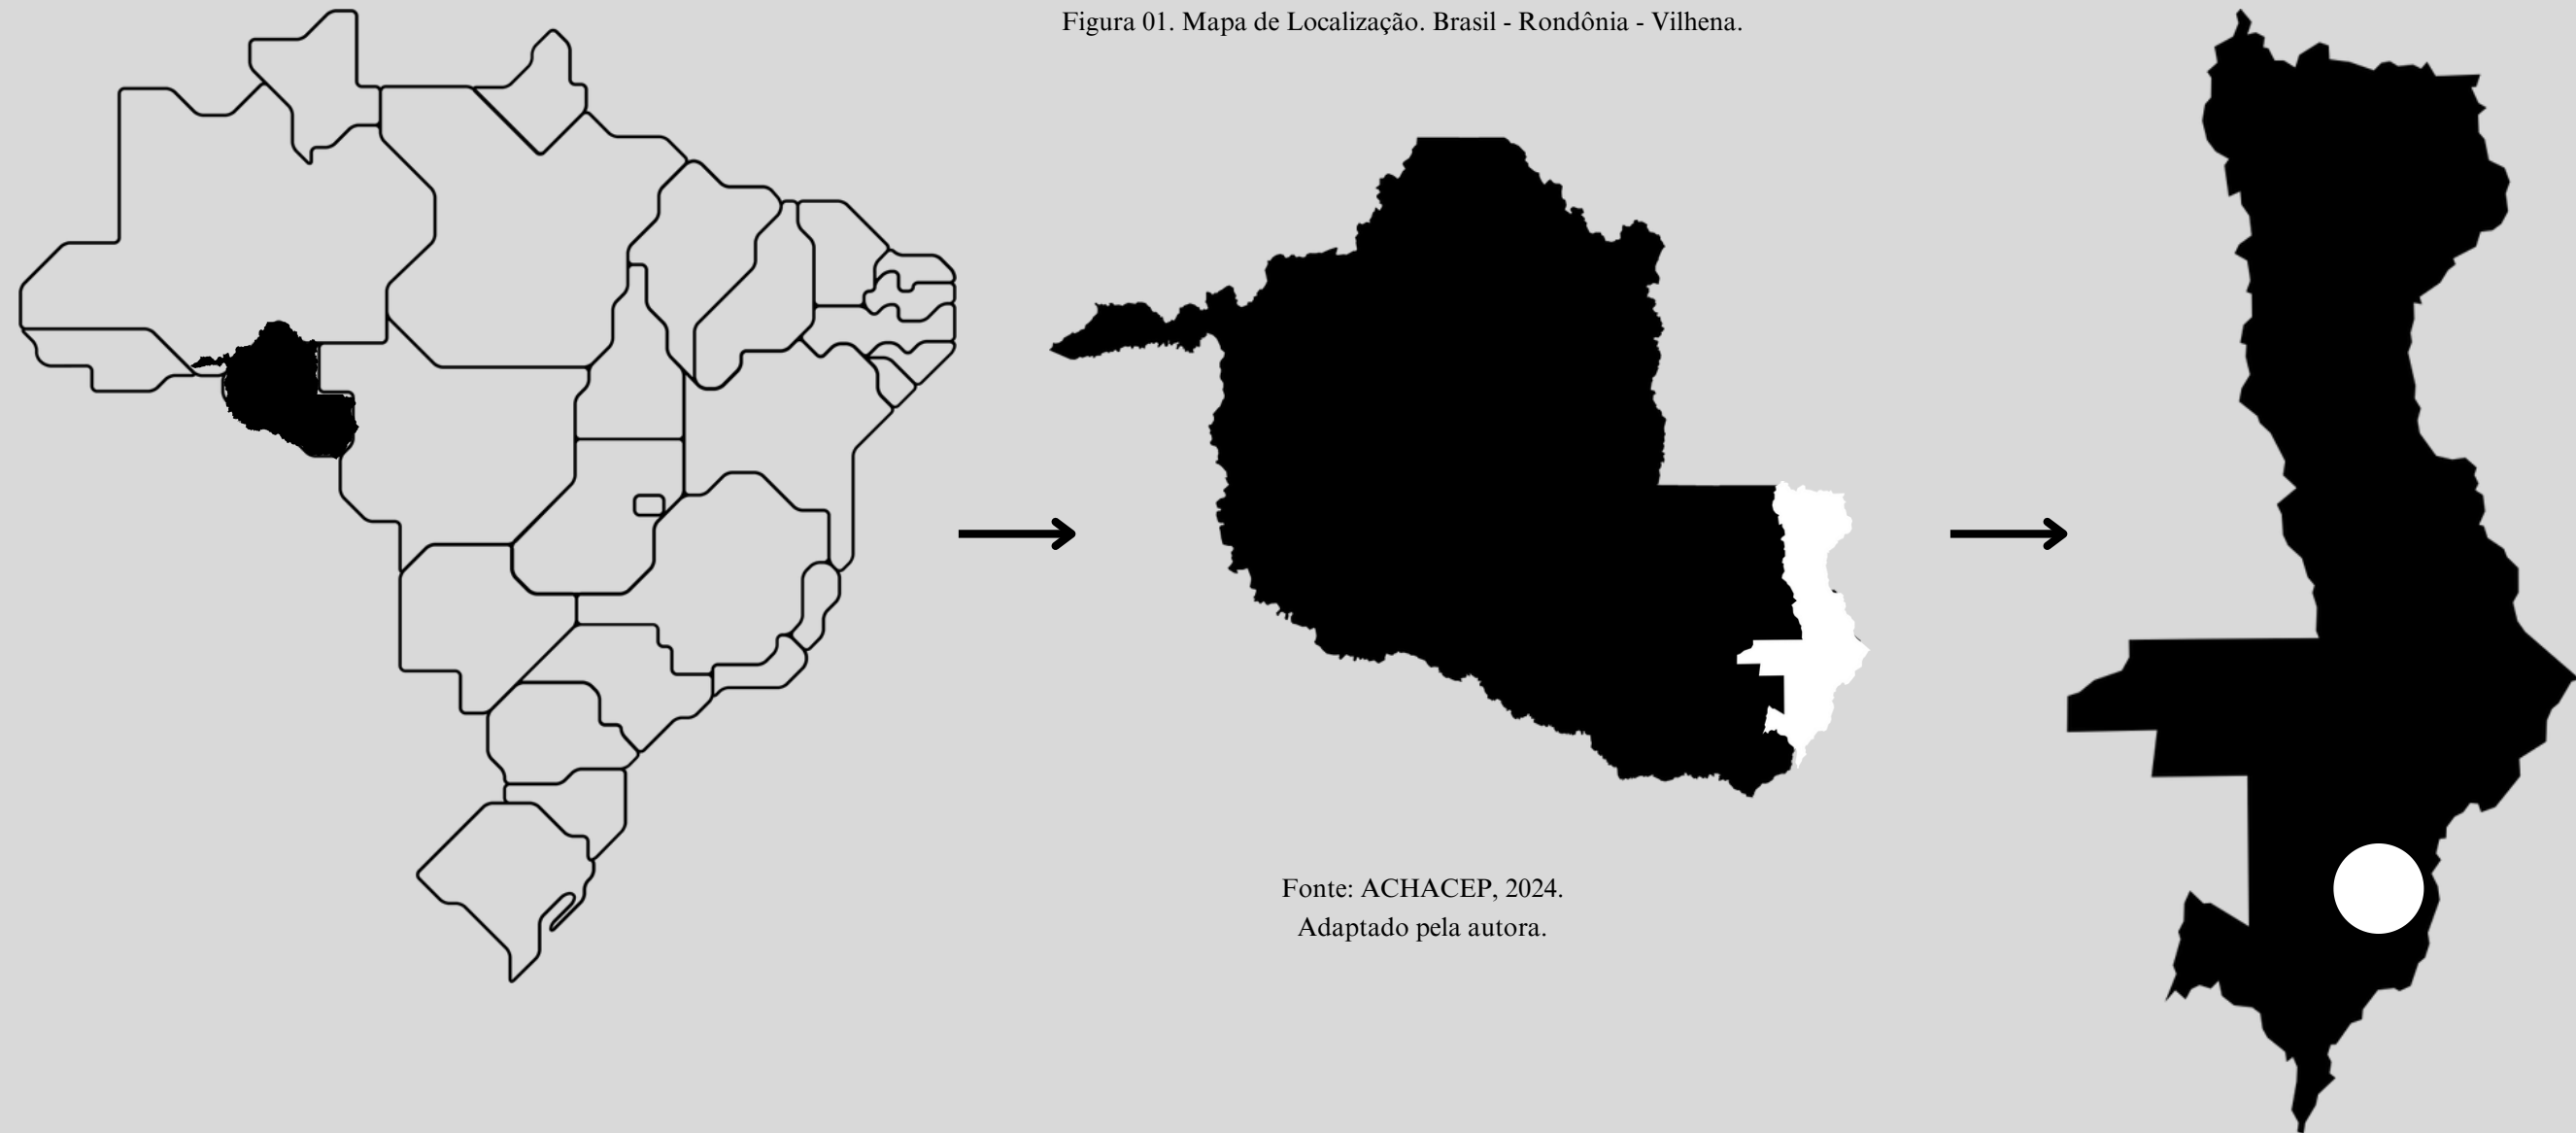 Figura 01. Mapa de Localização. Brasil - Rondônia - Vilhena.
Fonte: ACHACEP, 2024.
Adaptado pela autora.